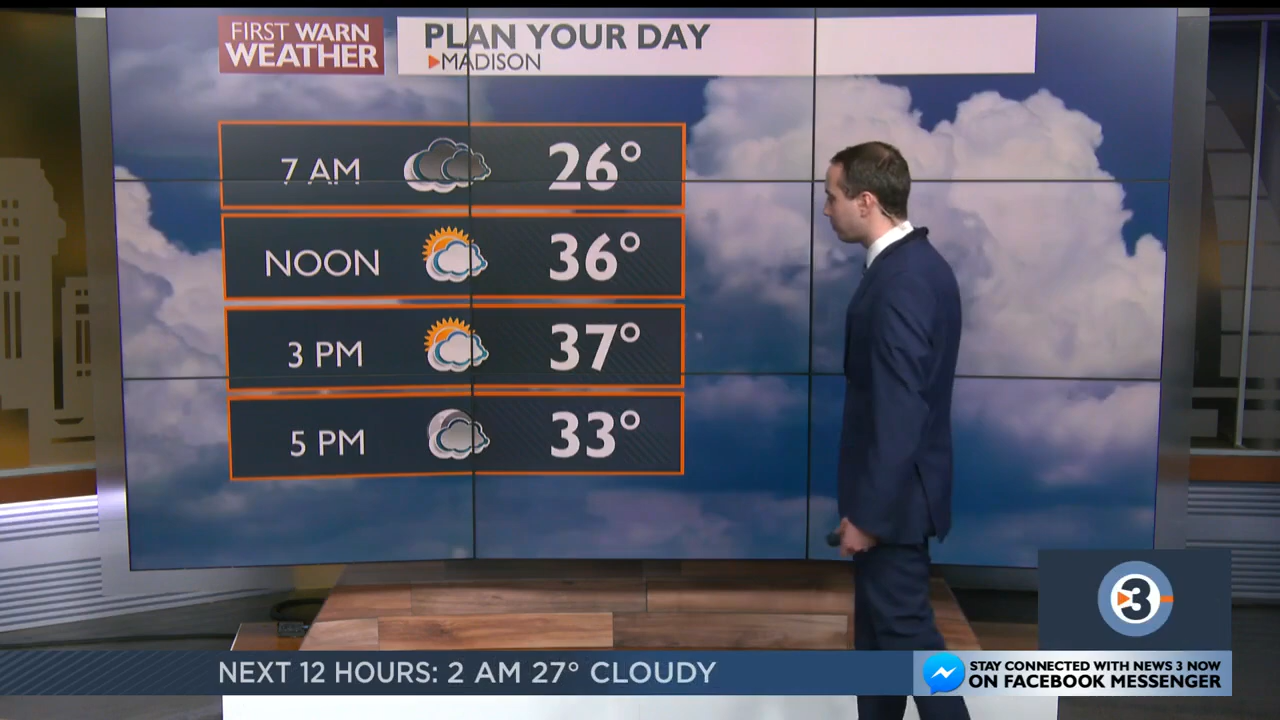 FIRST WARN
WEATHER
PLAN YOUR DAY
MADISON
7 AM 26°
NOON 36°
3 PM 37°
5 PM 33°
3
NEXT 12 HOURS: 2 AM 27° CLOUDY
STAY CONNECTED WITH NEWS 3 NOW
ON FACEBOOK MESSENGER